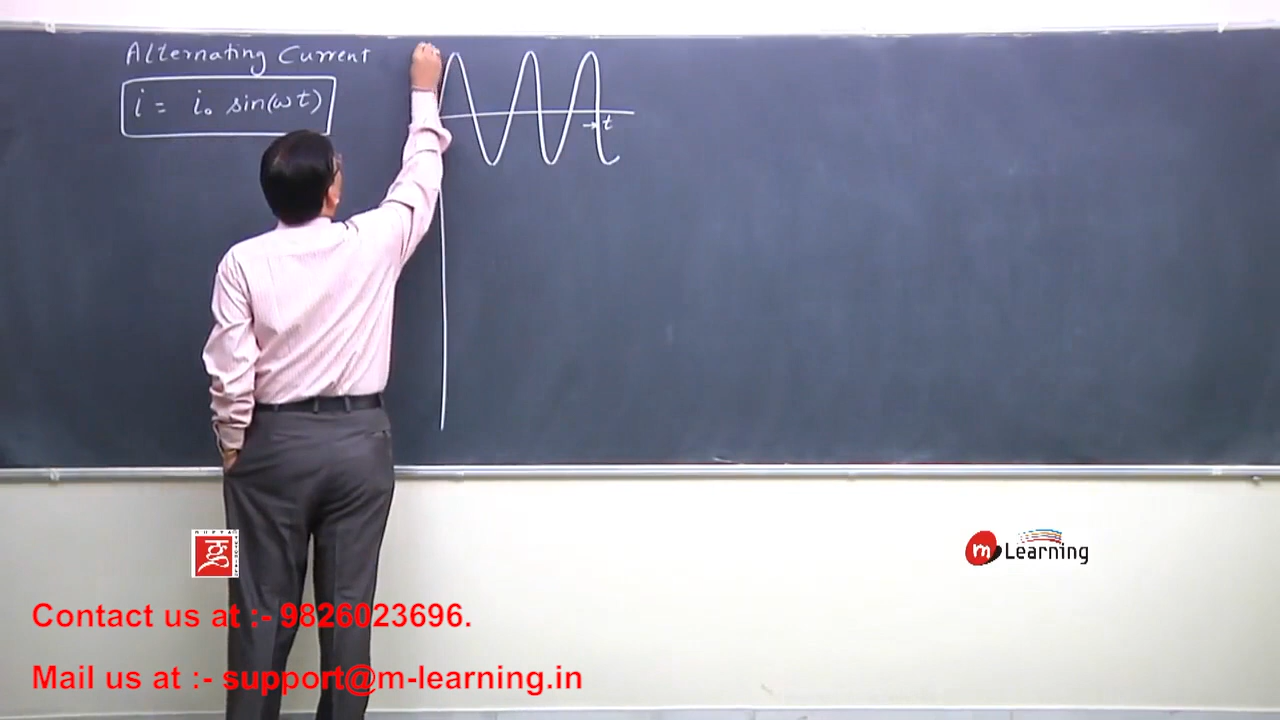 Alternating Current
i = i₀ sin(ωt)
t
ग
m Learning
Contact us at :- 9826023696.
Mail us at :- support@m-learning.in